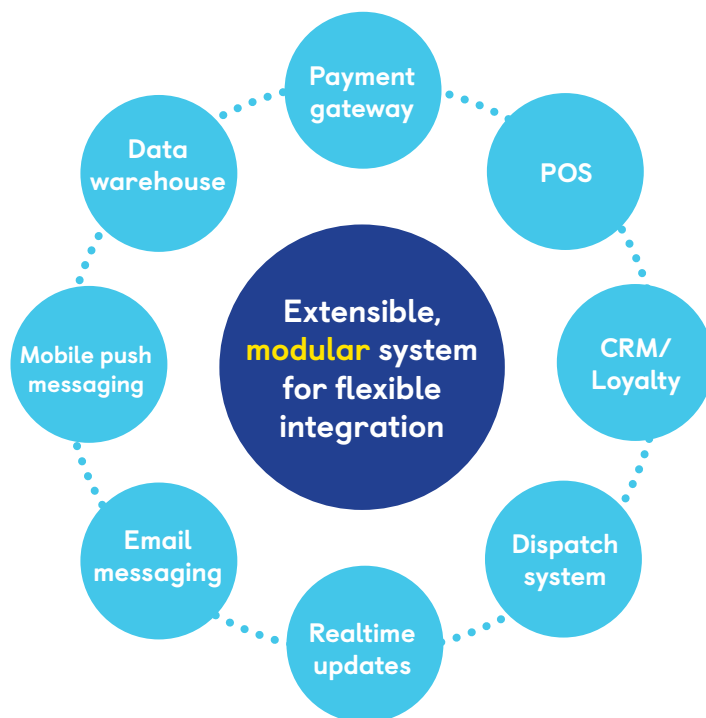 Payment
gateway
POS
CRM/
Loyalty
Dispatch
system
Realtime
updates
Email
messaging
Mobile push
messaging
Data
warehouse
Extensible,
modular system
for flexible
integration